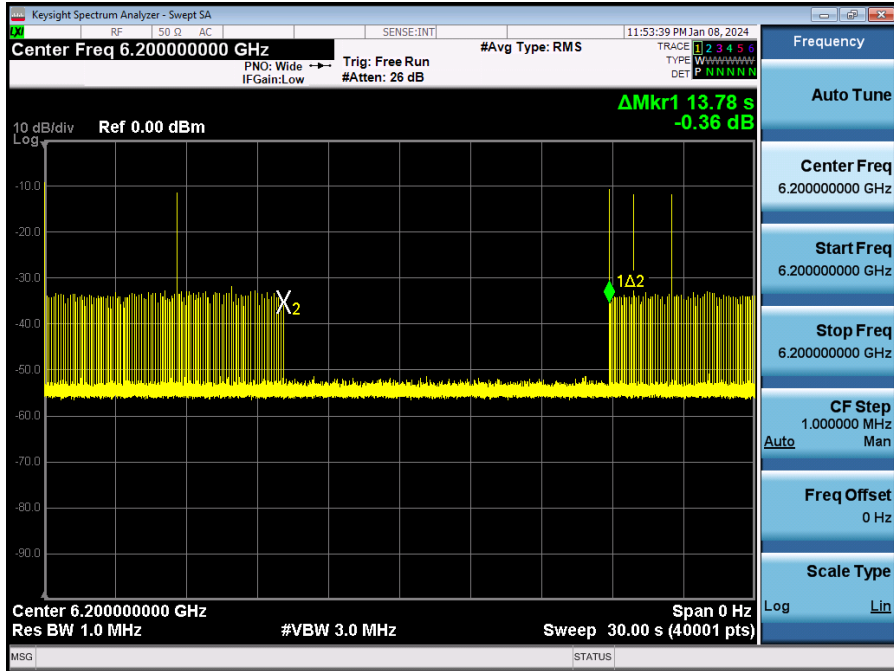 Keysight Spectrum Analyzer - Swept SA
LXI RF 50 Ω AC SENSE:INT 11:53:39 PM Jan 08, 2024
Center Freq 6.200000000 GHz
PNO: Wide
IFGain:Low
Trig: Free Run
#Atten: 26 dB
#Avg Type: RMS
TRACE 1 2 3 4 5 6
TYPE W W W W W W
DET P N N N N N
ΔMkr1 13.78 s
-0.36 dB
10 dB/div Ref 0.00 dBm
Log
-10.0
-20.0
-30.0
-40.0
-50.0
-60.0
-70.0
-80.0
-90.0
X2
1Δ2
Center 6.200000000 GHz Span 0 Hz
Res BW 1.0 MHz #VBW 3.0 MHz Sweep 30.00 s (40001 pts)
MSG STATUS
Frequency
Auto Tune
Center Freq
6.200000000 GHz
Start Freq
6.200000000 GHz
Stop Freq
6.200000000 GHz
CF Step
1.000000 MHz
Auto Man
Freq Offset
0 Hz
Scale Type
Log Lin